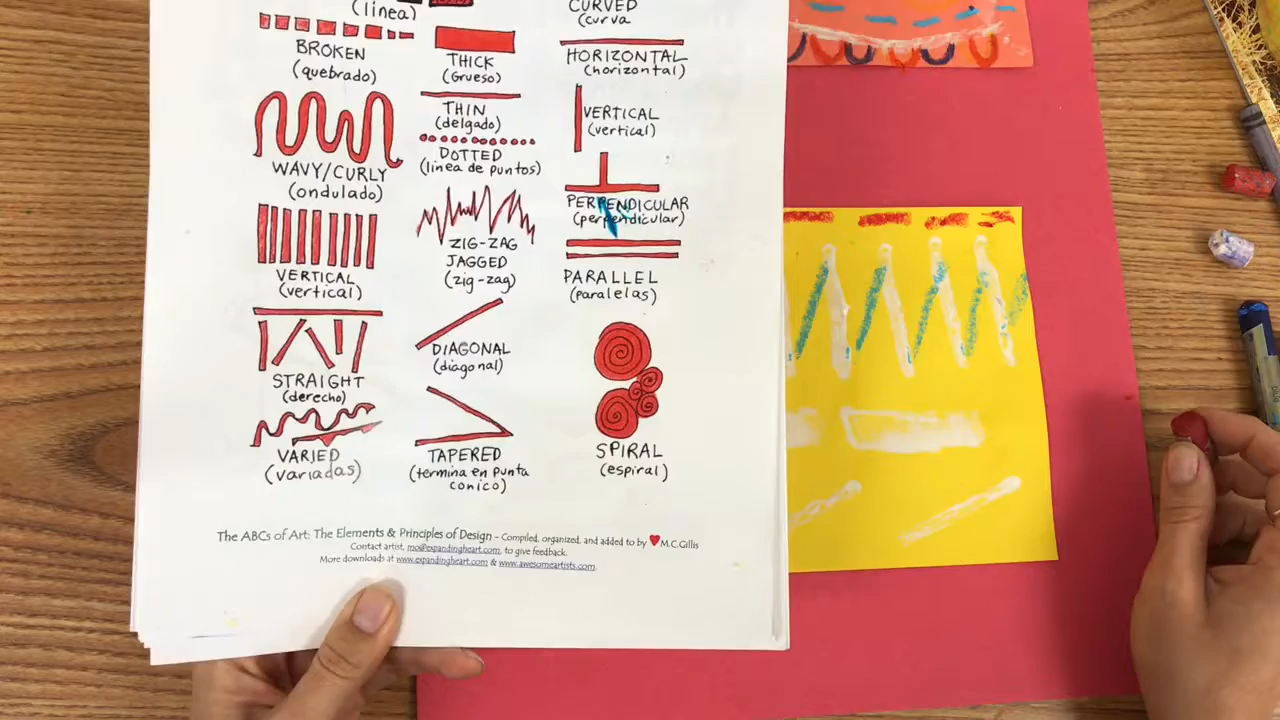 (línea)
BROKEN
(quebrado)
WAVY/CURLY
(ondulado)
VERTICAL
(vertical)
STRAIGHT
(derecho)
VARIED
(variadas)
THICK
(Grueso)
THIN
(delgado)
DOTTED
(línea de puntos)
ZIG-ZAG
JAGGED
(zig-zag)
DIAGONAL
(diagonal)
TAPERED
(termina en punta
conico)
CURVED
(curva
HORIZONTAL
(horizontal)
VERTICAL
(vertical)
PERPENDICULAR
(perpendicular)
PARALLEL
(paralelas)
SPIRAL
(espiral)
The ABCs of Art: The Elements & Principles of Design – Compiled, organized, and added to by M.C.Gillis
Contact artist, mo@expandingheart.com, to give feedback.
More downloads at www.expandingheart.com & www.awesomeartists.com.